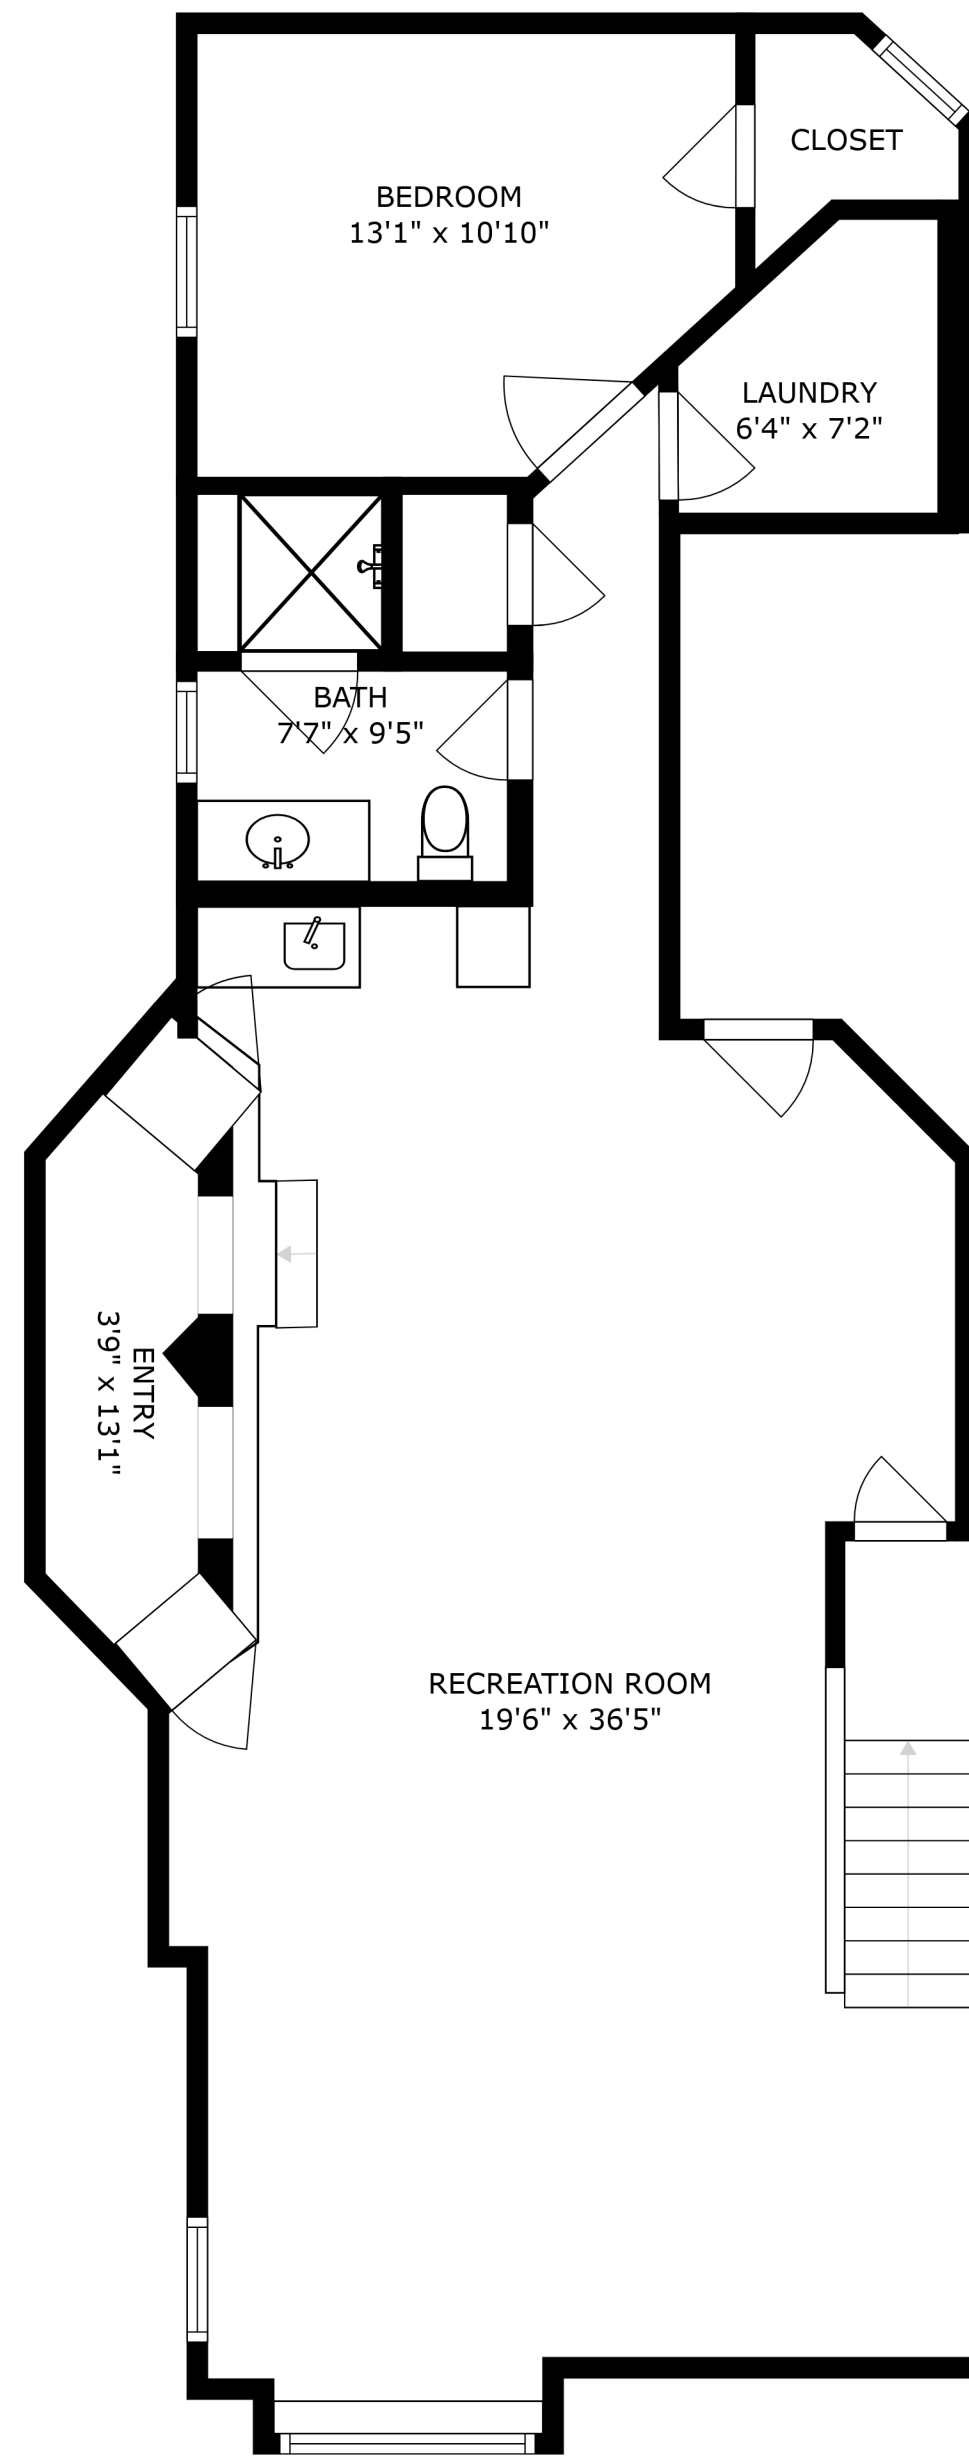 CLOSET
BEDROOM
13'1" x 10'10"
LAUNDRY
6'4" x 7'2"
BATH
7'7" x 9'5"
ENTRY
3'9" x 13'1"
RECREATION ROOM
19'6" x 36'5"